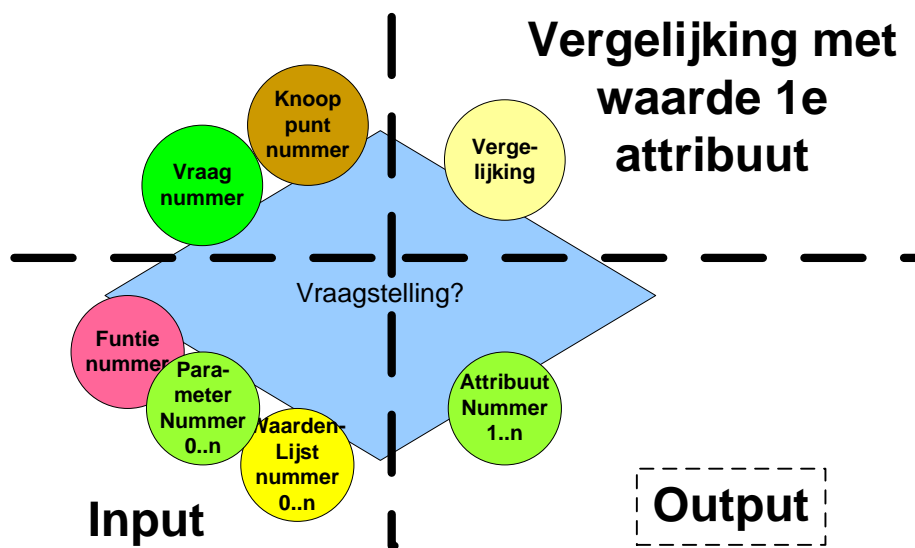 Vergelijking met
waarde 1e
attribuut
Knoop
punt
nummer
Verge-
lijking
Vraag
nummer
Vraagstelling?
Funtie
nummer
Para-
meter
Nummer
0..n
Waarden-
Lijst
nummer
0..n
Attribuut
Nummer
1..n
Input
Output